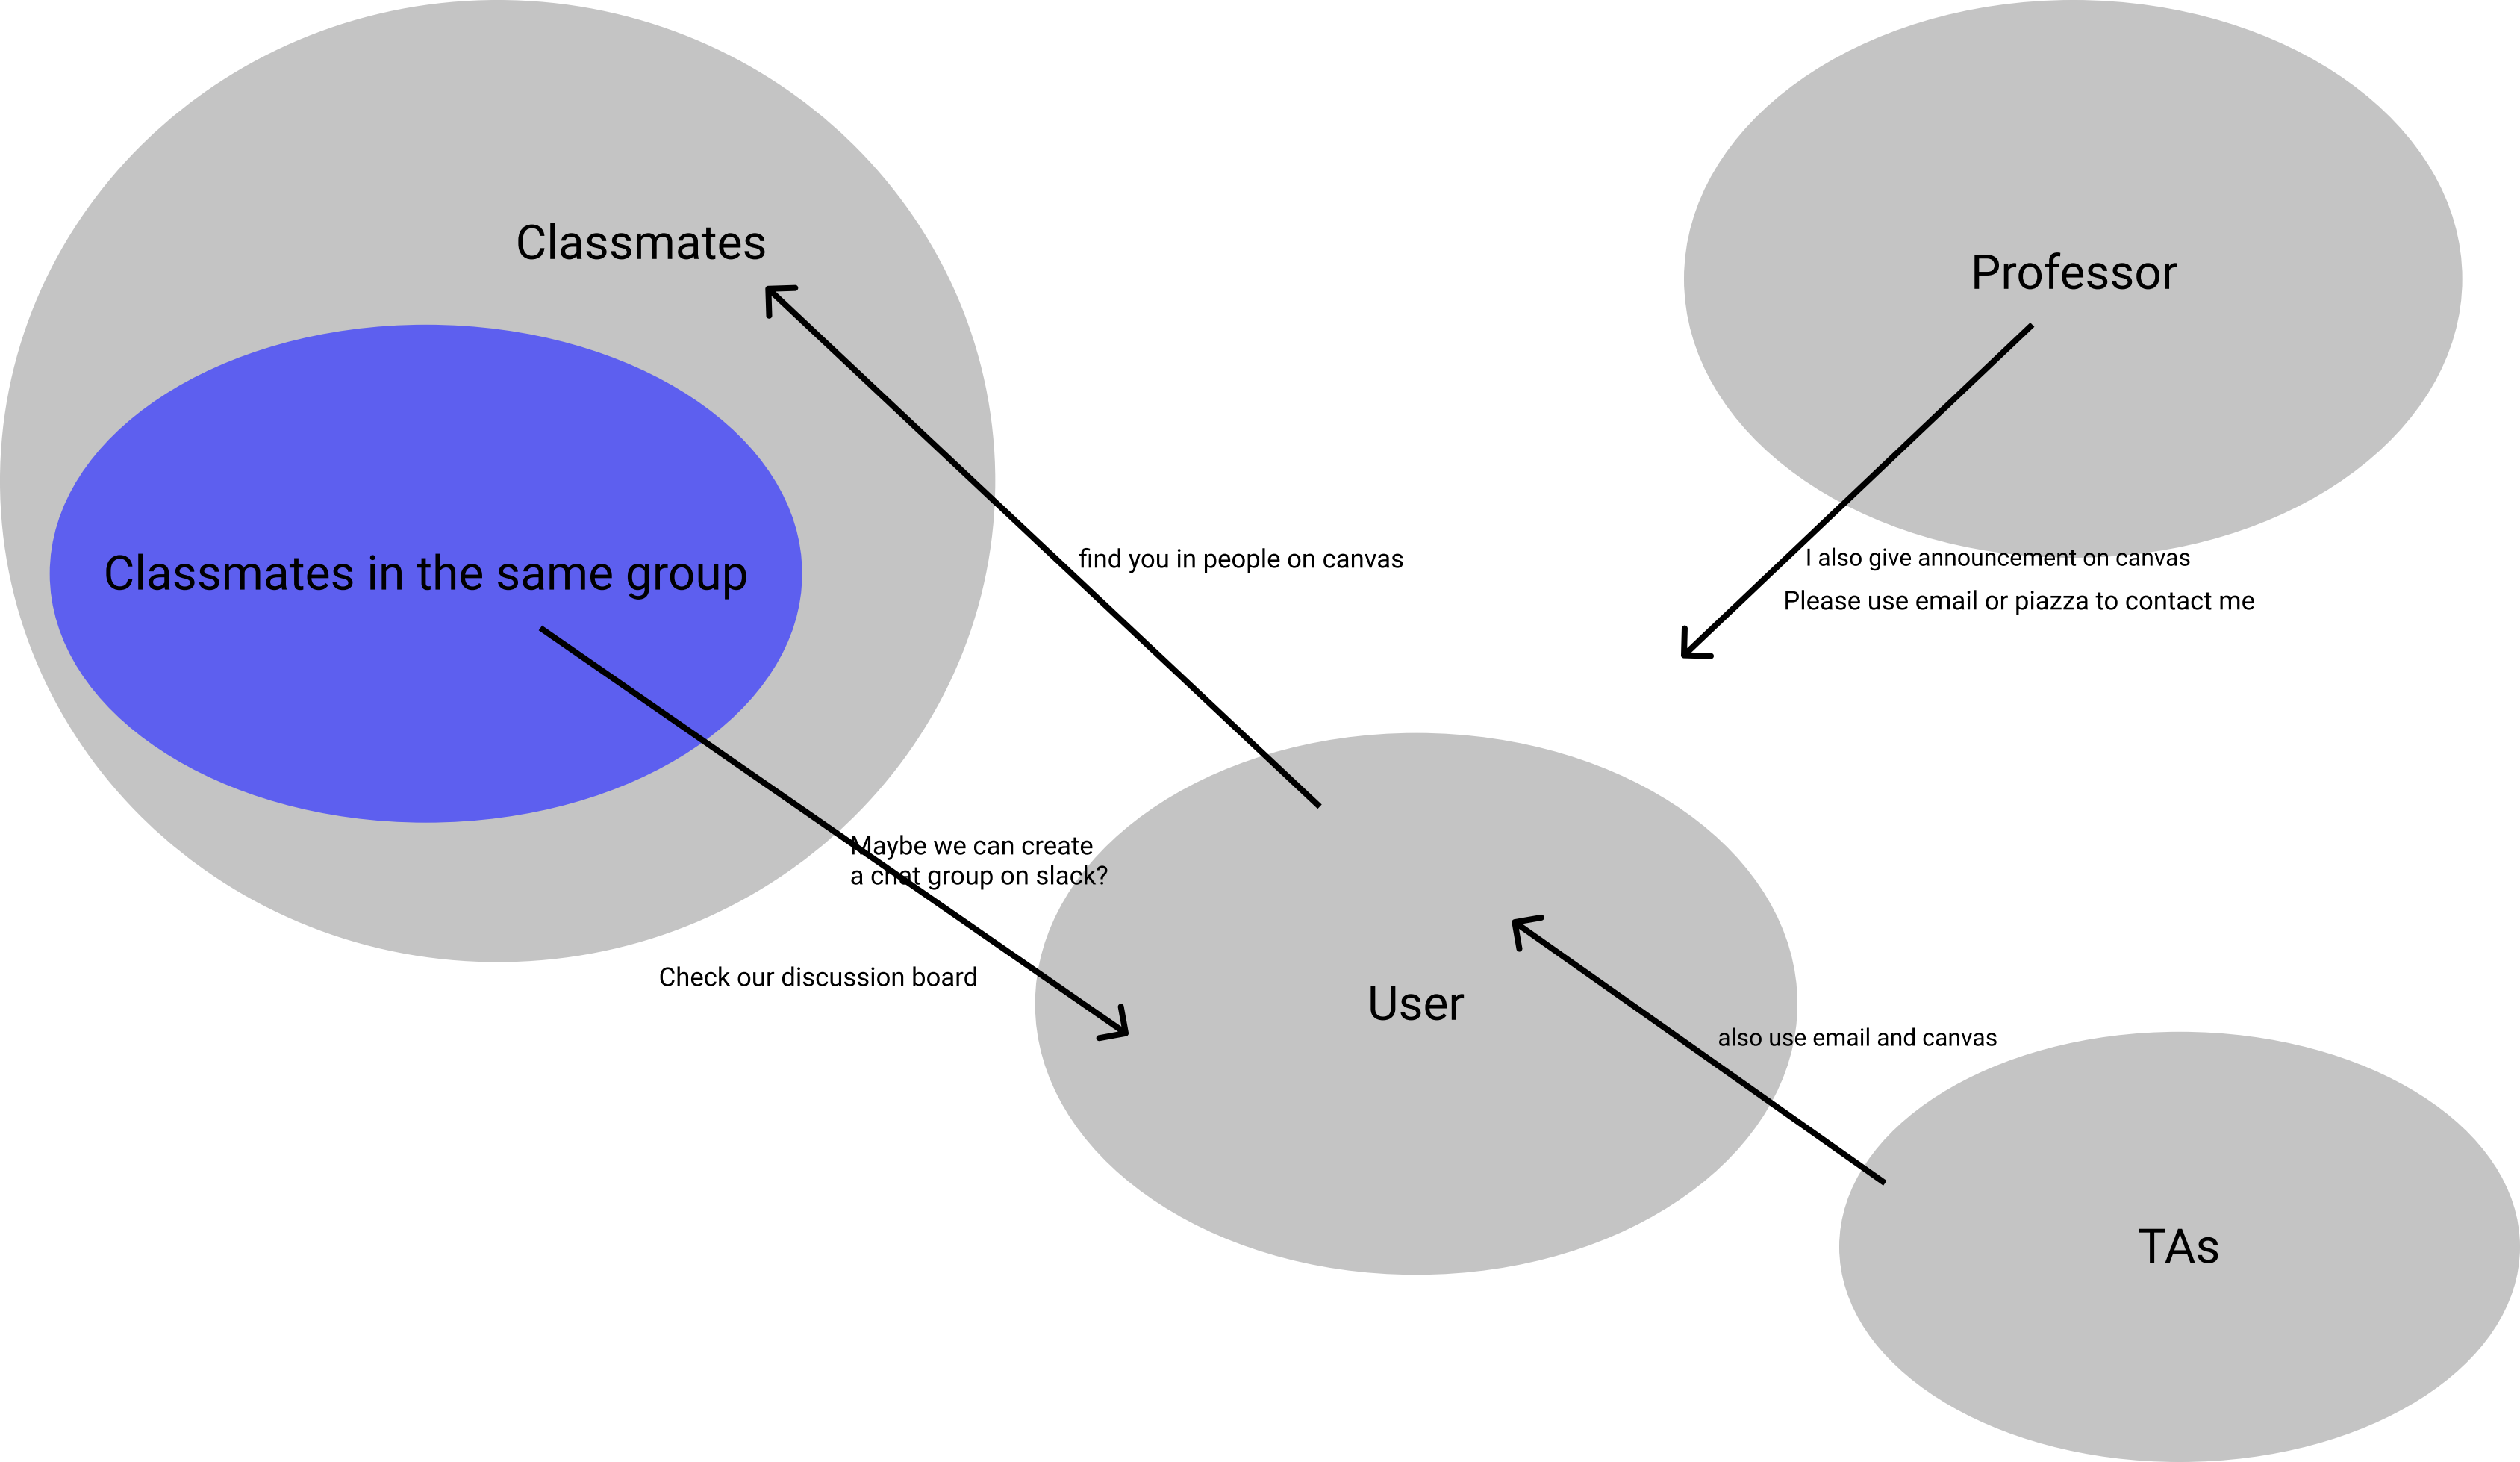 Classmates
Professor
Classmates in the same group
find you in people on canvas
I also give announcement on canvas
Please use email or piazza to contact me
Maybe we can create
a chat group on slack?
Check our discussion board
User
also use email and canvas
TAs